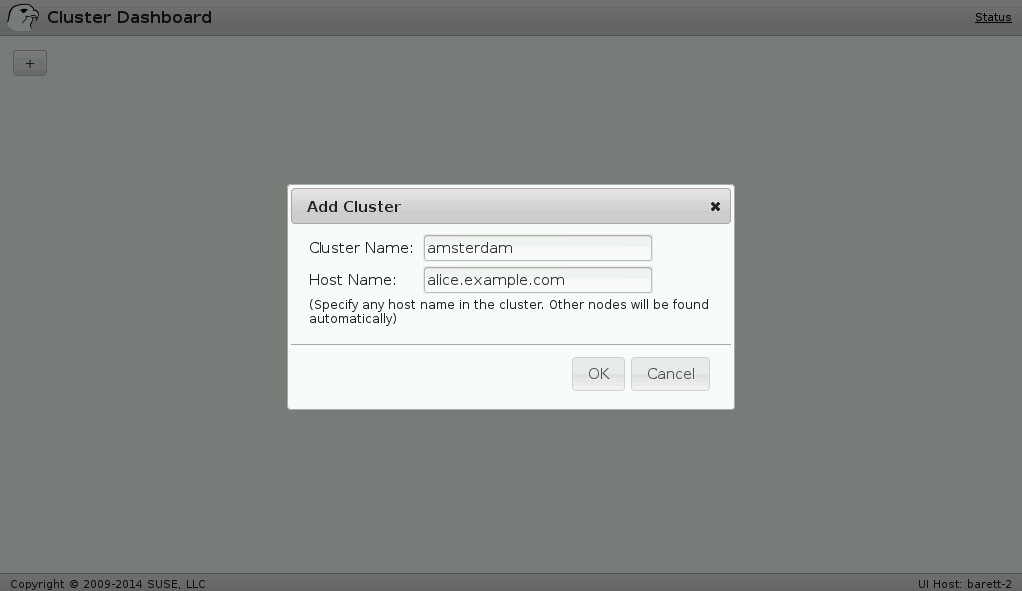 Cluster Dashboard
Status
+
Add Cluster
Cluster Name: amsterdam
Host Name: alice.example.com
(Specify any host name in the cluster. Other nodes will be found
automatically)
OK Cancel
Copyright © 2009-2014 SUSE, LLC
UI Host: barett-2